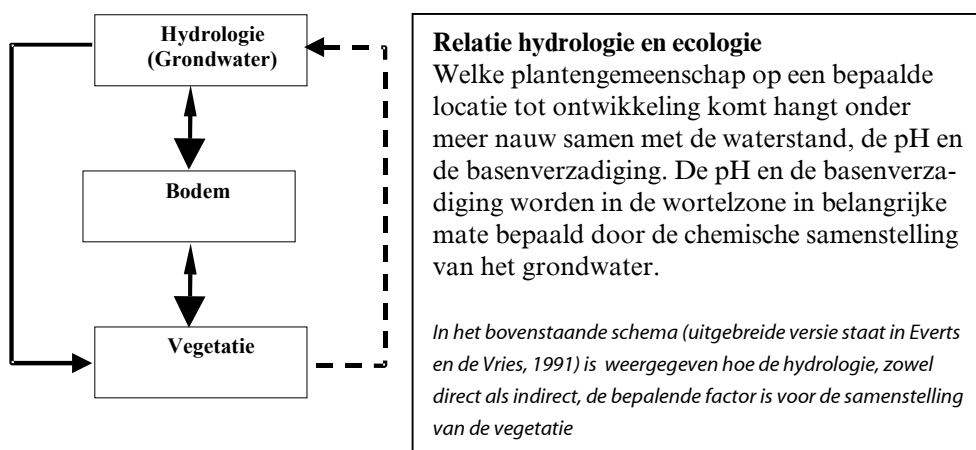 Hydrologie
(Grondwater)
Bodem
Vegetatie
Relatie hydrologie en ecologie
Welke plantengemeenschap op een bepaalde
locatie tot ontwikkeling komt hangt onder
meer nauw samen met de waterstand, de pH en
de basenverzadiging. De pH en de basenverza-
diging worden in de wortelzone in belangrijke
mate bepaald door de chemische samenstelling
van het grondwater.
In het bovenstaande schema (uitgebreide versie staat in Everts
en de Vries, 1991) is weergegeven hoe de hydrologie, zowel
direct als indirect, de bepalende factor is voor de samenstelling
van de vegetatie